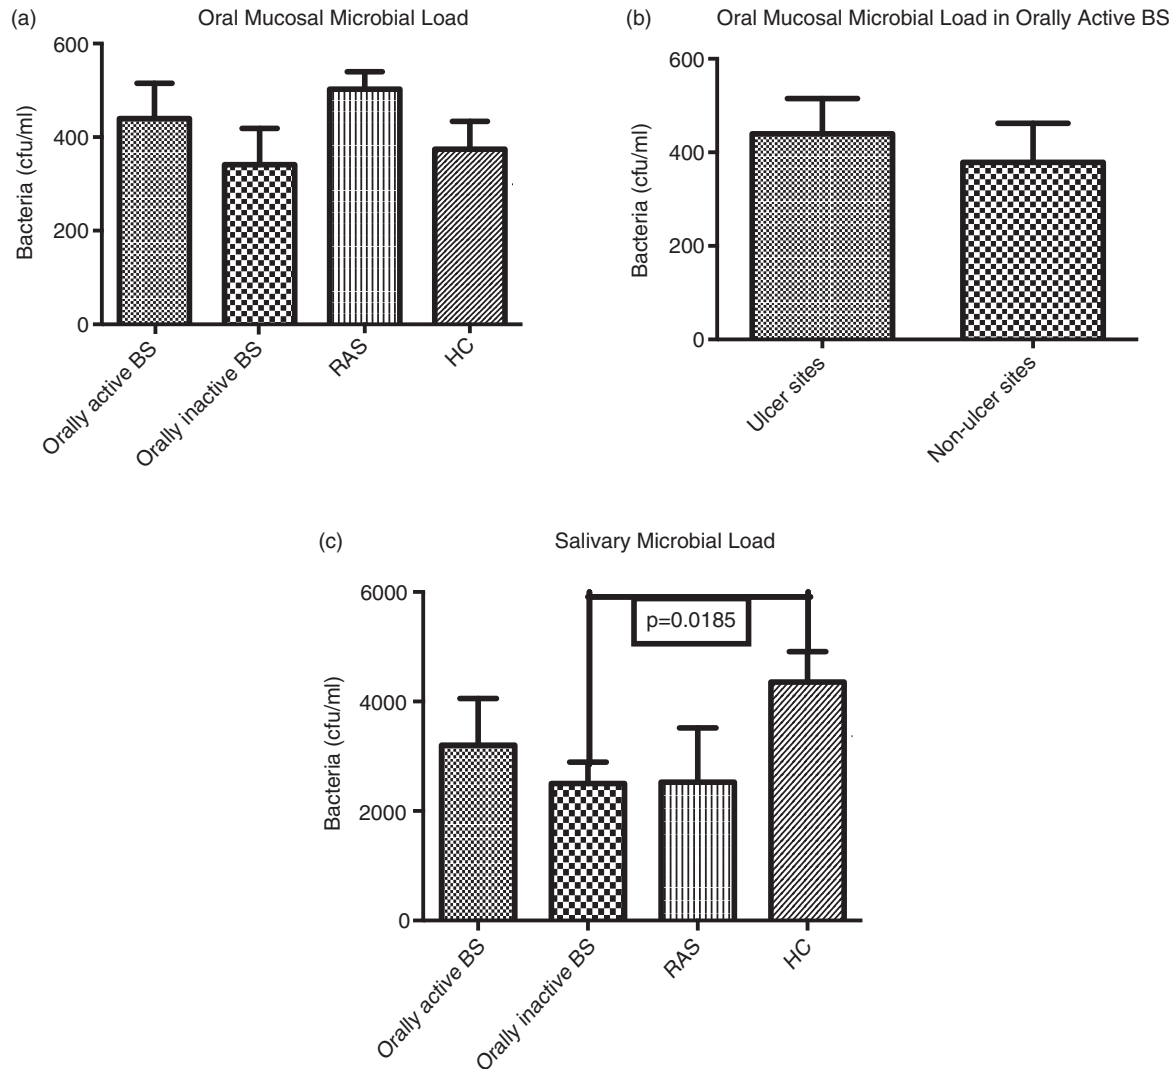 (a) Oral Mucosal Microbial Load
Bacteria (cfu/ml)
600
400
200
0
Orally active BS
Orally inactive BS
RAS
HC
(b) Oral Mucosal Microbial Load in Orally Active BS
Bacteria (cfu/ml)
600
400
200
0
Ulcer sites
Non-ulcer sites
(c) Salivary Microbial Load
Bacteria (cfu/ml)
6000
4000
2000
0
p=0.0185
Orally active BS
Orally inactive BS
RAS
HC